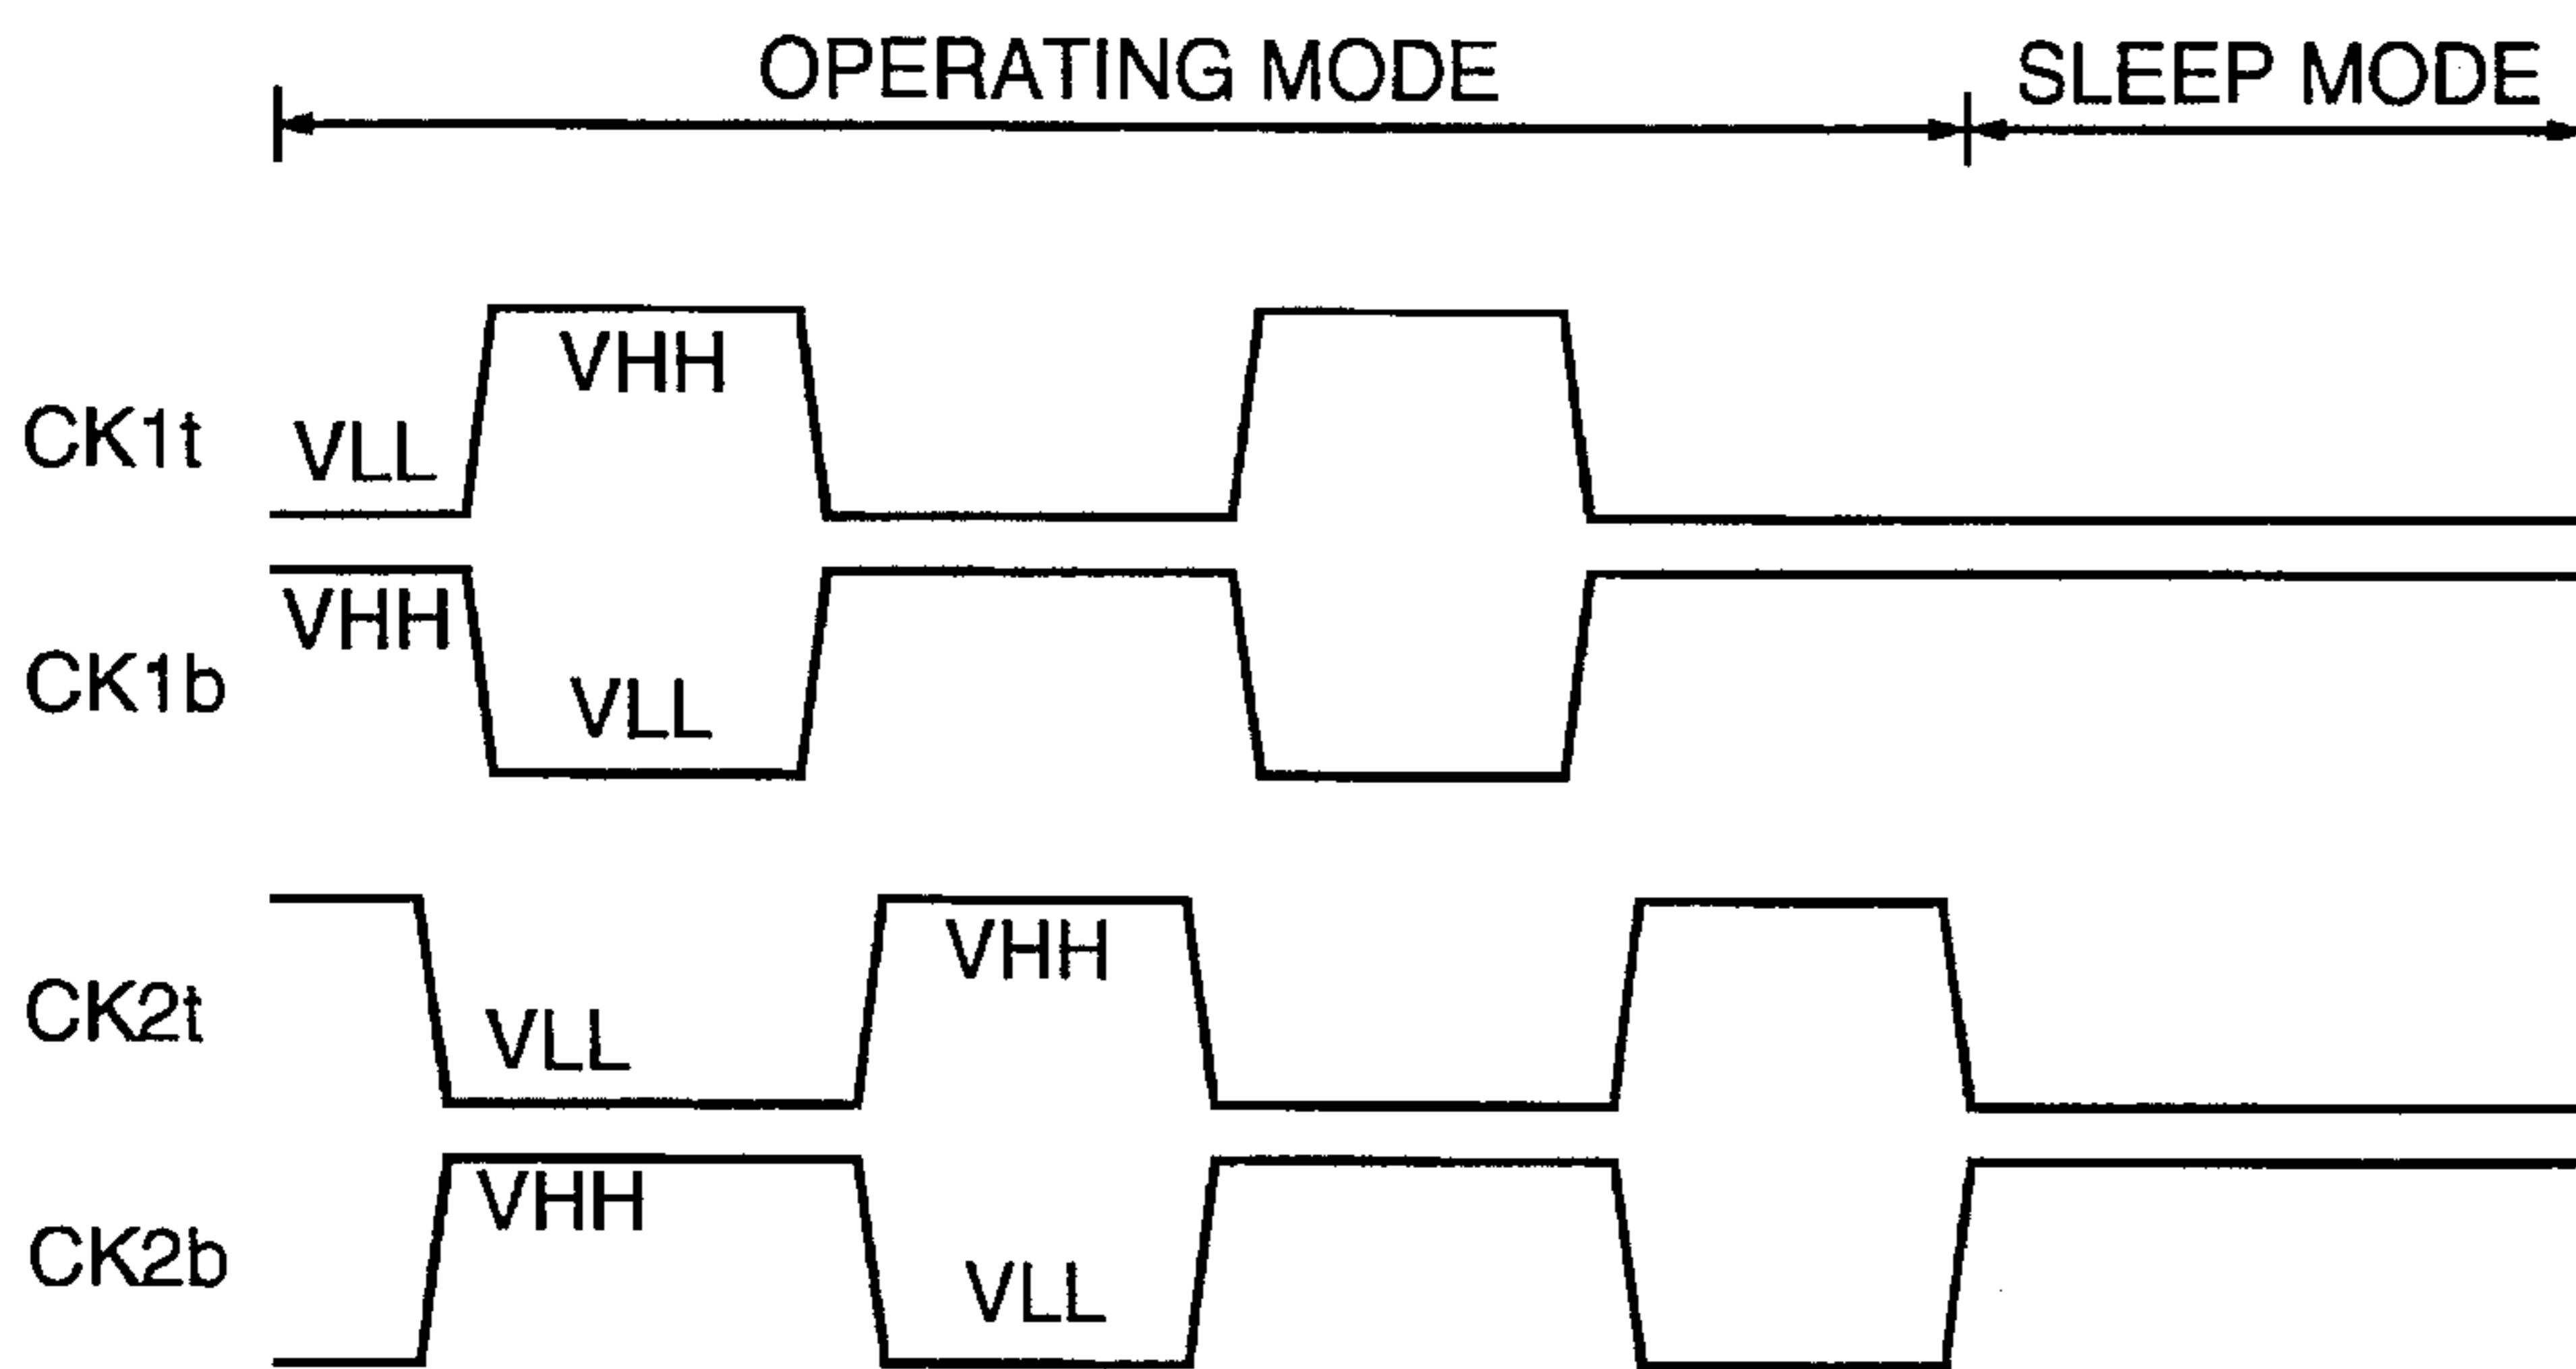 OPERATING MODE SLEEP MODE
VHH
CK1t VLL
VHH
CK1b VLL
VHH
CK2t VLL
VHH
CK2b VLL